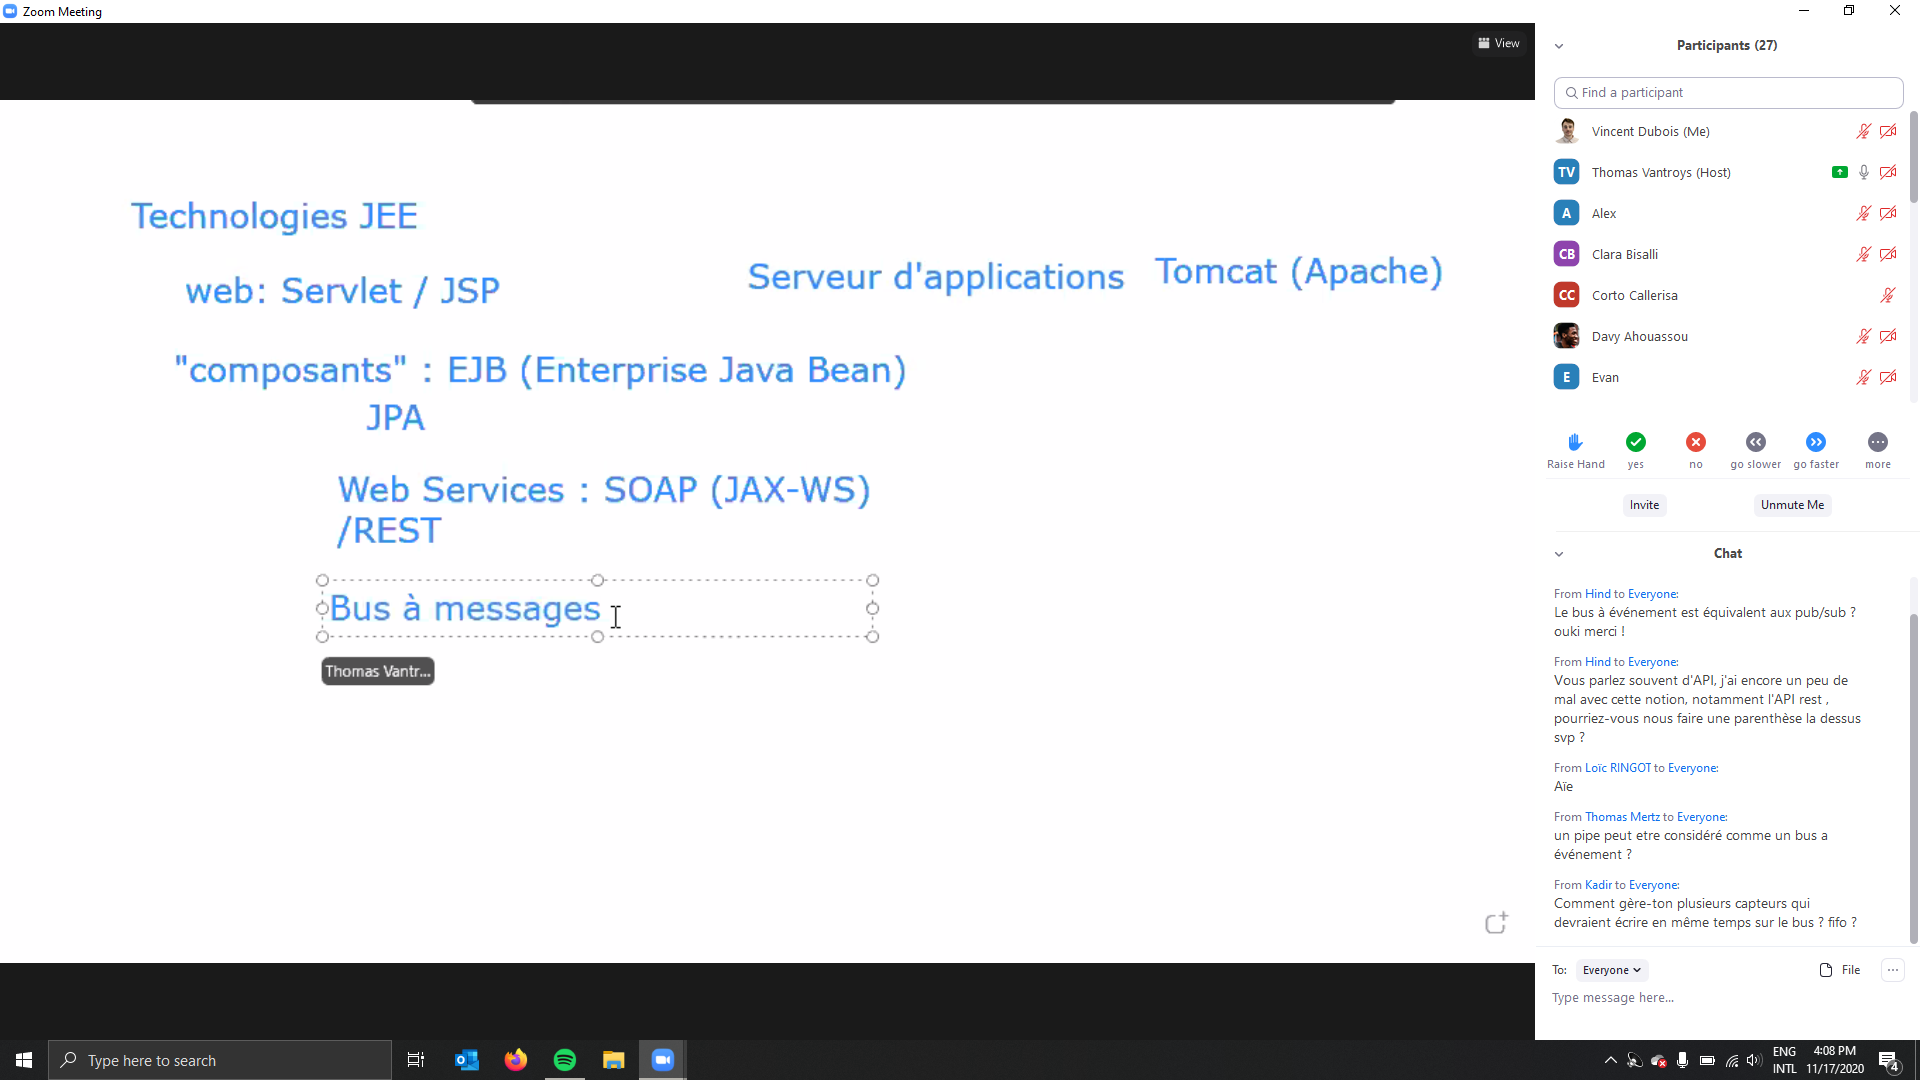 Zoom Meeting
View
Technologies JEE
web: Servlet / JSP
Serveur d'applications
Tomcat (Apache)
"composants" : EJB (Enterprise Java Bean)
JPA
Web Services : SOAP (JAX-WS)
/REST
Bus à messages
Thomas Vantr...
Participants (27)
Find a participant
Vincent Dubois (Me)
TV Thomas Vantroys (Host)
A Alex
CB Clara Bisalli
CC Corto Callerisa
Davy Ahouassou
E Evan
Raise Hand yes no go slower go faster more
Invite Unmute Me
Chat
From Hind to Everyone:
Le bus à événement est équivalent aux pub/sub ?
ouki merci !
From Hind to Everyone:
Vous parlez souvent d'API, j'ai encore un peu de
mal avec cette notion, notamment l'API rest ,
pourriez-vous nous faire une parenthèse la dessus
svp ?
From Loïc RINGOT to Everyone:
Aïe
From Thomas Mertz to Everyone:
un pipe peut etre considéré comme un bus a
événement ?
From Kadir to Everyone:
Comment gère-ton plusieurs capteurs qui
devraient écrire en même temps sur le bus ? fifo ?
To: Everyone File
Type message here...
Type here to search
ENG
INTL
4:08 PM
11/17/2020
4